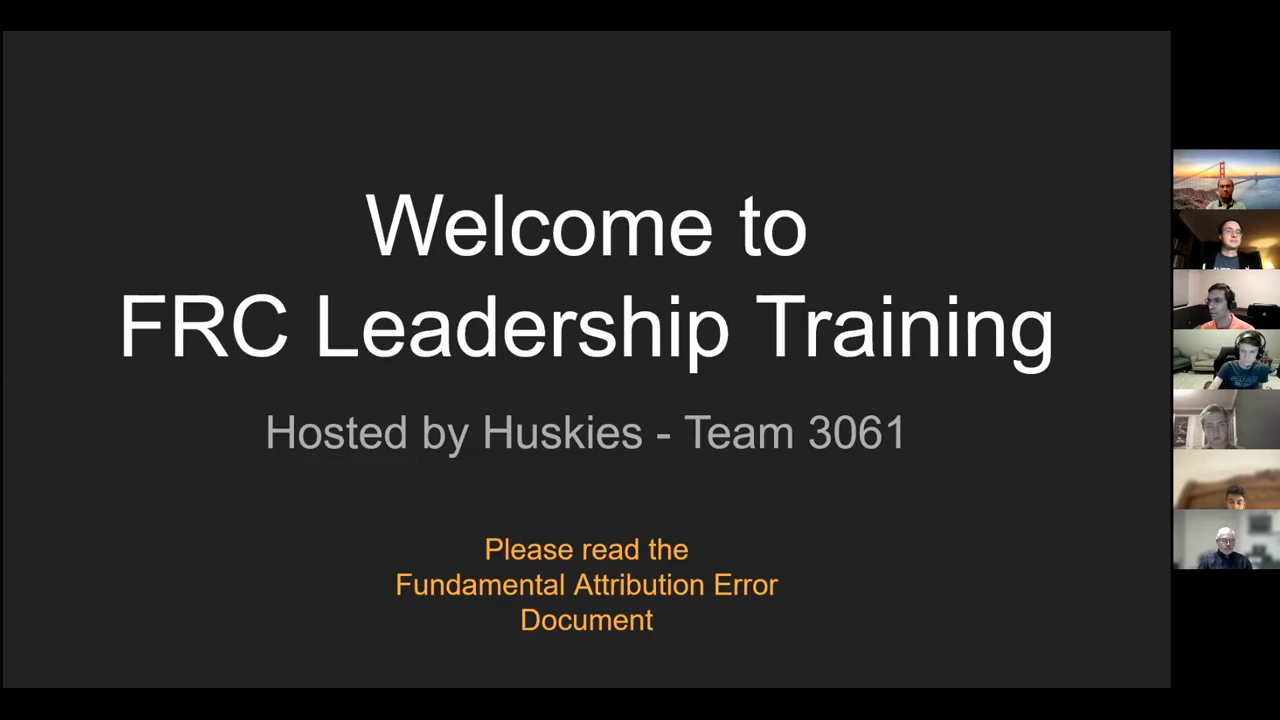 Welcome to
FRC Leadership Training
Hosted by Huskies - Team 3061
Please read the
Fundamental Attribution Error
Document